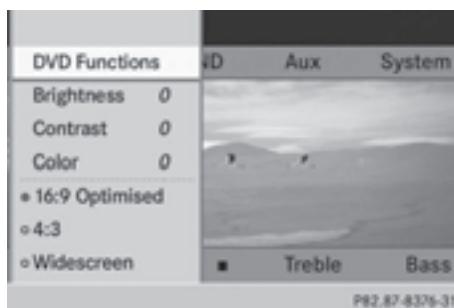 DVD Functions ND Aux System
Brightness 0
Contrast 0
Color 0
16:9 Optimised
4:3
Widescreen ■ Treble Bass
P82.87-8376-31